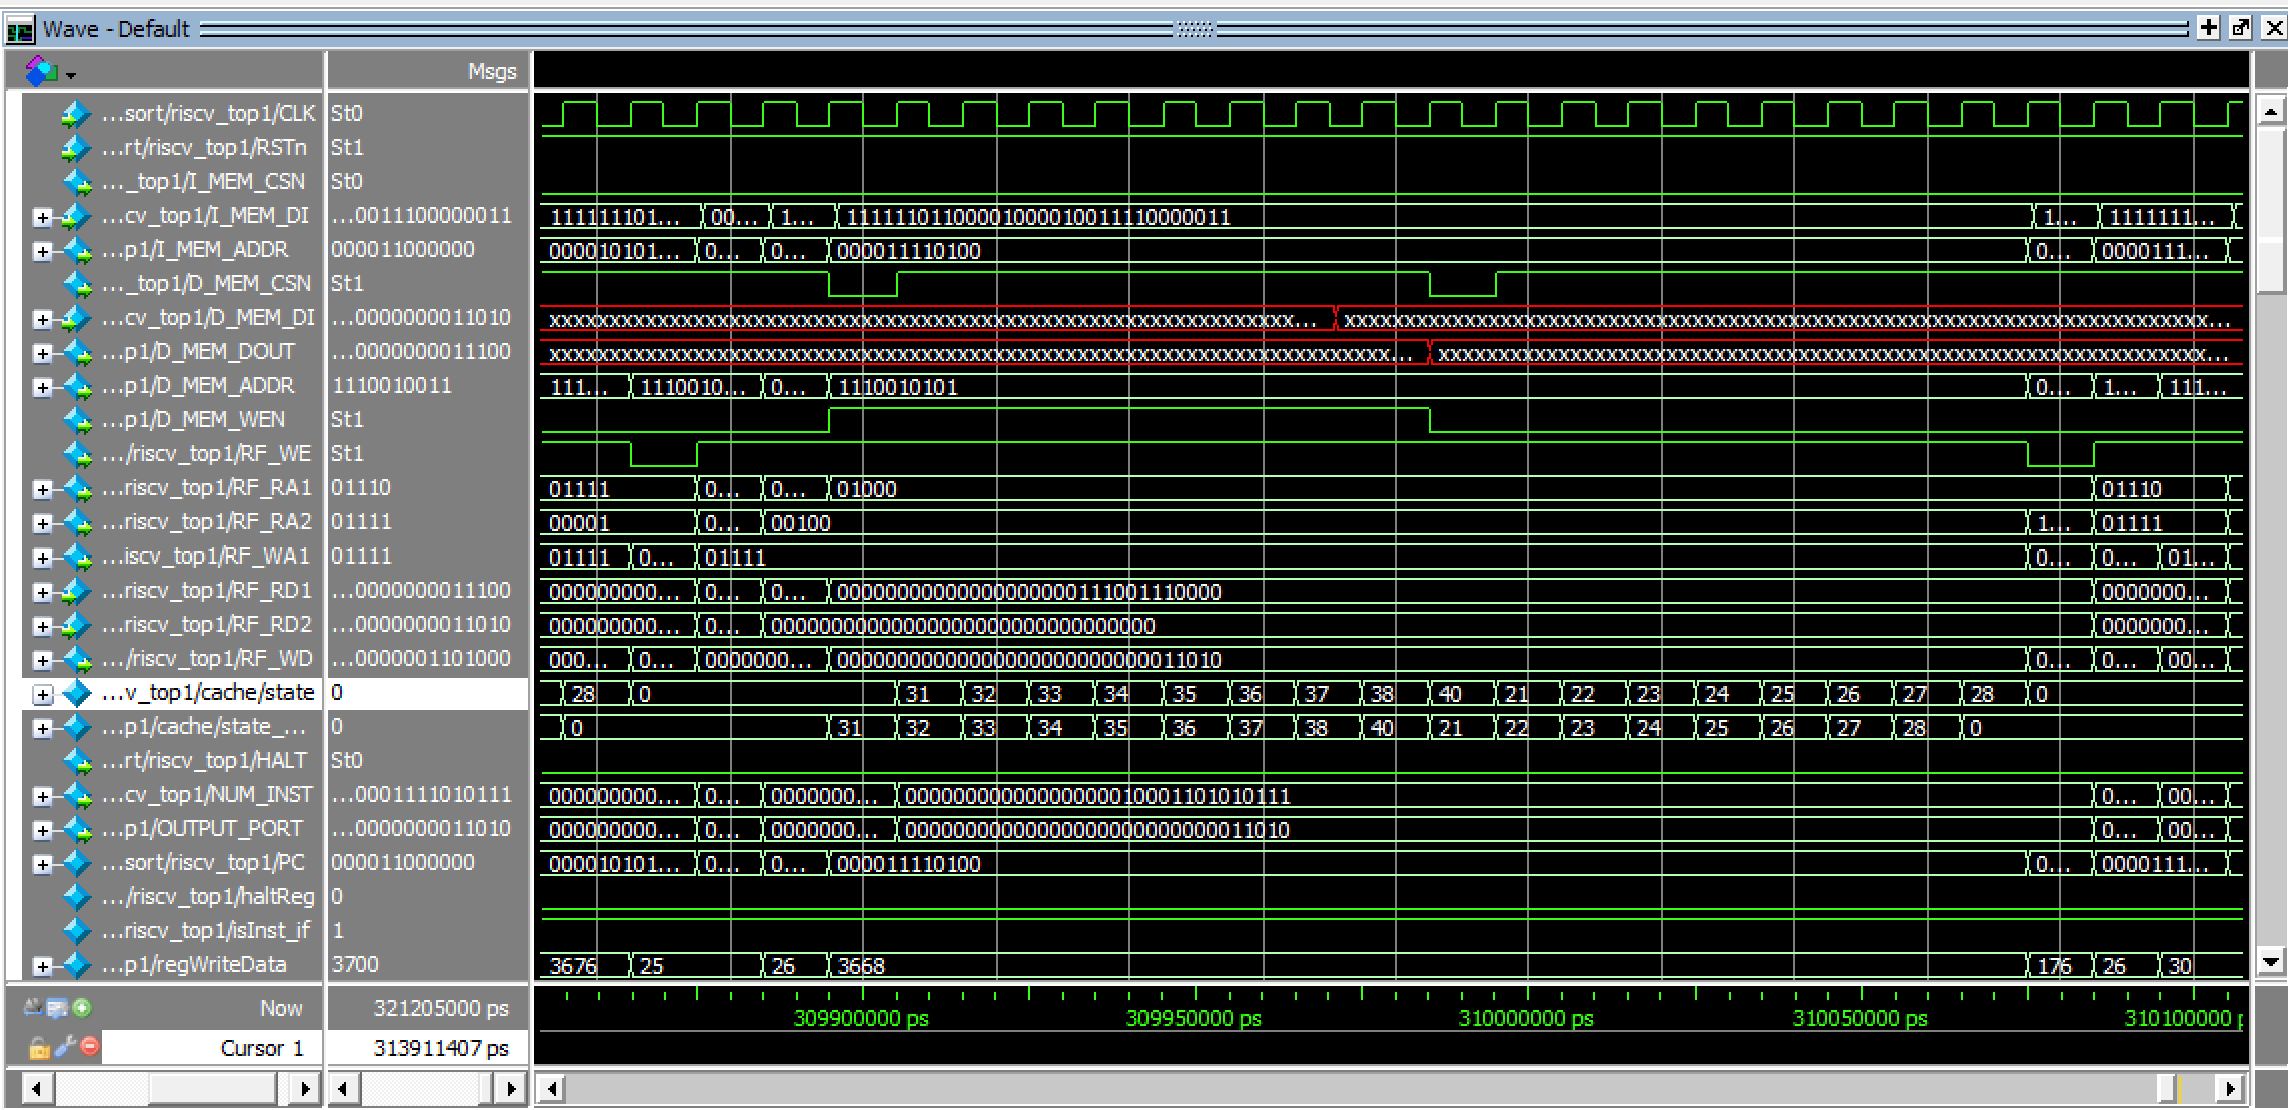 Wave - Default
Msgs
...sort/riscv_top1/CLK St0
...rt/riscv_top1/RSTn St1
..._top1/I_MEM_CSN St0
...cv_top1/I_MEM_DI ...0011100000011 111111101... 00... 1... 11111101100001000010011110000011 1... 1111111...
...p1/I_MEM_ADDR 000011000000 000010101... 0... 0... 000011110100 0... 0000111...
..._top1/D_MEM_CSN St1
...cv_top1/D_MEM_DI ...0000000011010
...p1/D_MEM_DOUT ...0000000011100
...p1/D_MEM_ADDR 1110010011 111... 1110010... 0... 1110010101 0... 1... 111...
...p1/D_MEM_WEN St1
.../riscv_top1/RF_WE St1
...riscv_top1/RF_RA1 01110 01111 0... 0... 01000 01110
...riscv_top1/RF_RA2 01111 00001 0... 00100 1... 01111
...iscv_top1/RF_WA1 01111 01111 0... 01111 0... 0... 01...
...riscv_top1/RF_RD1 ...0000000011100 000000000... 0... 0... 00000000000000000000111001110000 0000000...
...riscv_top1/RF_RD2 ...0000000011010 000000000... 0... 00000000000000000000000000000000 0000000...
.../riscv_top1/RF_WD ...0000001101000 000... 0... 0000000... 00000000000000000000000000011010 0... 0... 00...
...v_top1/cache/state 0 28 0 31 32 33 34 35 36 37 38 40 21 22 23 24 25 26 27 28 0
...p1/cache/state_... 0 0 31 32 33 34 35 36 37 38 40 21 22 23 24 25 26 27 28 0
...rt/riscv_top1/HALT St0
...cv_top1/NUM_INST ...0001111010111 000000000... 0... 0000000... 0000000000000000010001101010111 0... 00...
...p1/OUTPUT_PORT ...0000000011010 000000000... 0... 0000000... 00000000000000000000000000011010 0... 00...
...sort/riscv_top1/PC 000011000000 000010101... 0... 0... 000011110100 0... 0000111...
.../riscv_top1/haltReg 0
...riscv_top1/isInst_if 1
...p1/regWriteData 3700 3676 25 26 3668 176 26 30
Now 321205000 ps 309900000 ps 309950000 ps 310000000 ps 310050000 ps 310100000 p
Cursor 1 313911407 ps